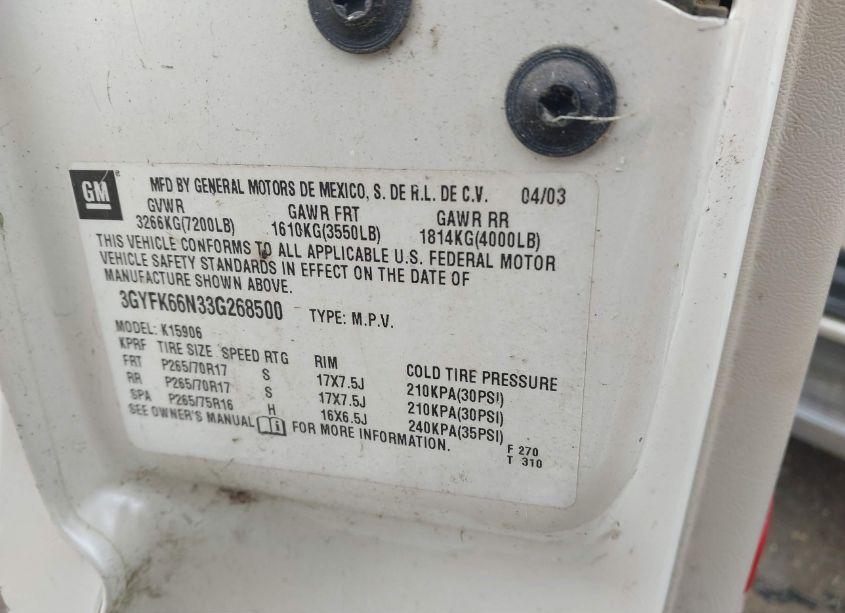 GM ® MFD BY GENERAL MOTORS DE MEXICO, S. DE R.L. DE C.V. 04/03
GVWR GAWR FRT GAWR RR
3266KG(7200LB) 1610KG(3550LB) 1814KG(4000LB)
THIS VEHICLE CONFORMS TO ALL APPLICABLE U.S. FEDERAL MOTOR
VEHICLE SAFETY STANDARDS IN EFFECT ON THE DATE OF
MANUFACTURE SHOWN ABOVE.
3GYFK66N33G268500 TYPE: M.P.V.
MODEL: K15906
KPRF TIRE SIZE SPEED RTG RIM COLD TIRE PRESSURE
FRT P265/70R17 S 17X7.5J 210KPA(30PSI)
RR P265/70R17 S 17X7.5J 210KPA(30PSI)
SPA P265/75R16 H 16X6.5J 240KPA(35PSI)
SEE OWNER'S MANUAL FOR MORE INFORMATION.
F 270
T 310